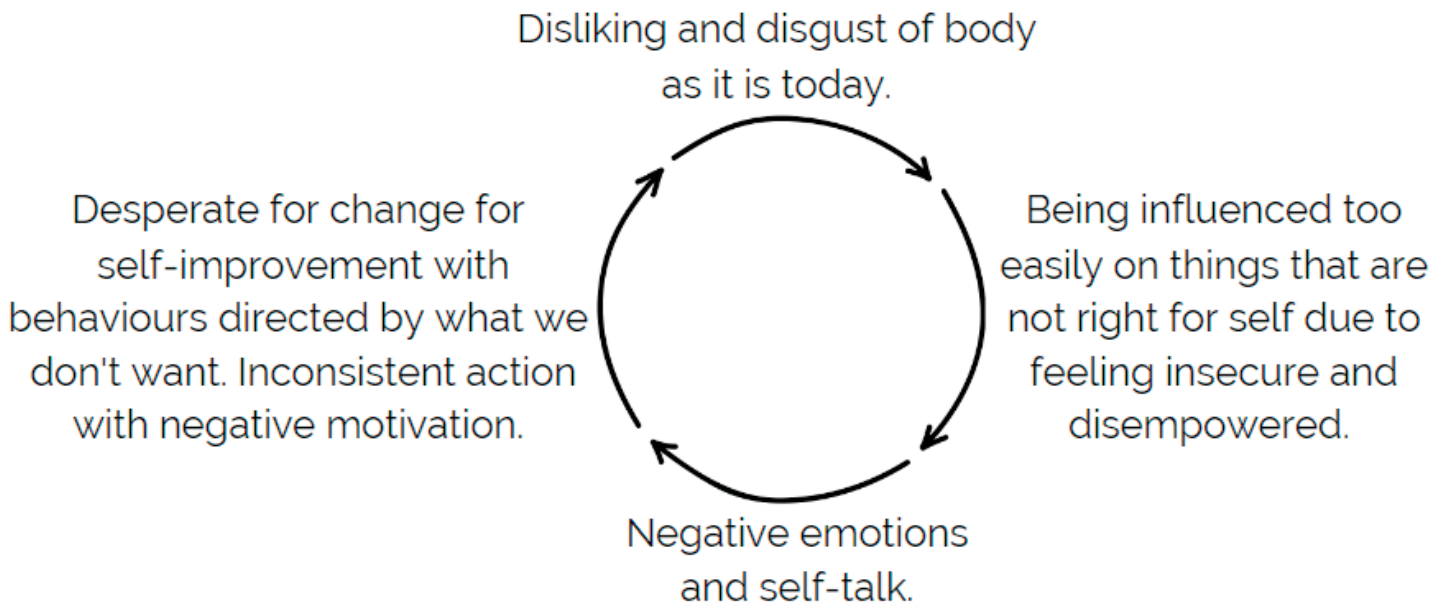 Disliking and disgust of body
as it is today.
Being influenced too
easily on things that are
not right for self due to
feeling insecure and
disempowered.
Negative emotions
and self-talk.
Desperate for change for
self-improvement with
behaviours directed by what we
don't want. Inconsistent action
with negative motivation.